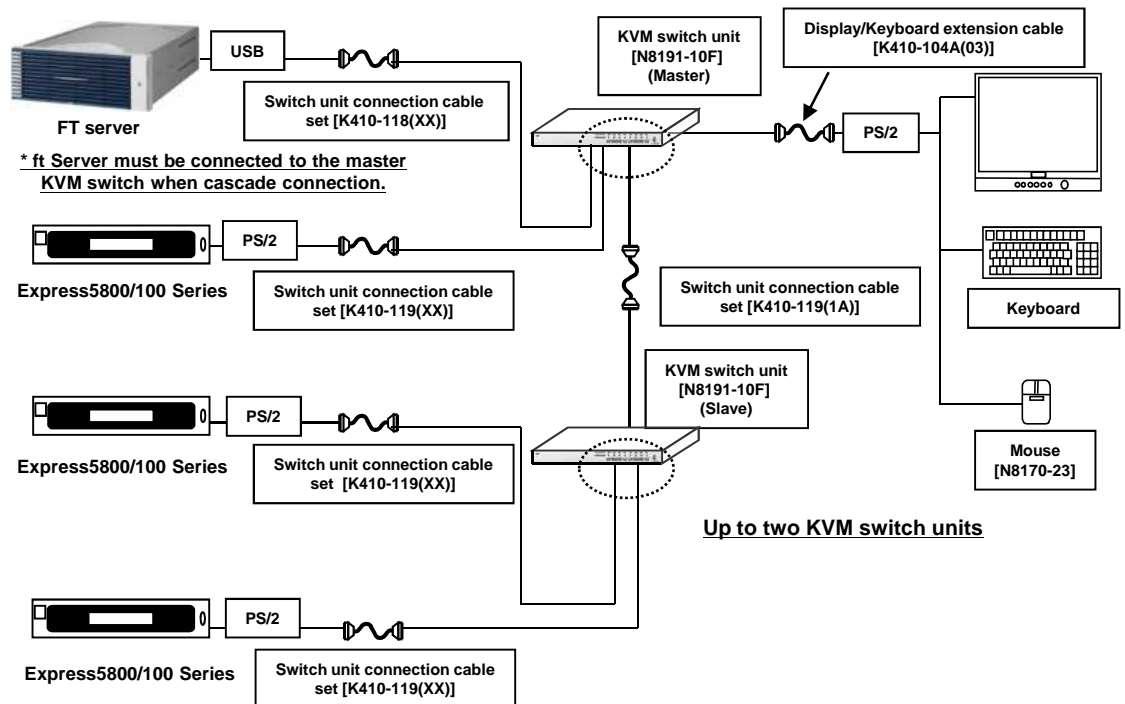 USB
Switch unit connection cable
set [K410-118(XX)]
FT server
* ft Server must be connected to the master
KVM switch when cascade connection.
KVM switch unit
[N8191-10F]
(Master)
Display/Keyboard extension cable
[K410-104A(03)]
PS/2
PS/2
Express5800/100 Series
Switch unit connection cable
set [K410-119(XX)]
Switch unit connection cable
set [K410-119(1A)]
Keyboard
KVM switch unit
[N8191-10F]
(Slave)
PS/2
Express5800/100 Series
Switch unit connection cable
set [K410-119(XX)]
Mouse
[N8170-23]
Up to two KVM switch units
PS/2
Express5800/100 Series
Switch unit connection cable
set [K410-119(XX)]